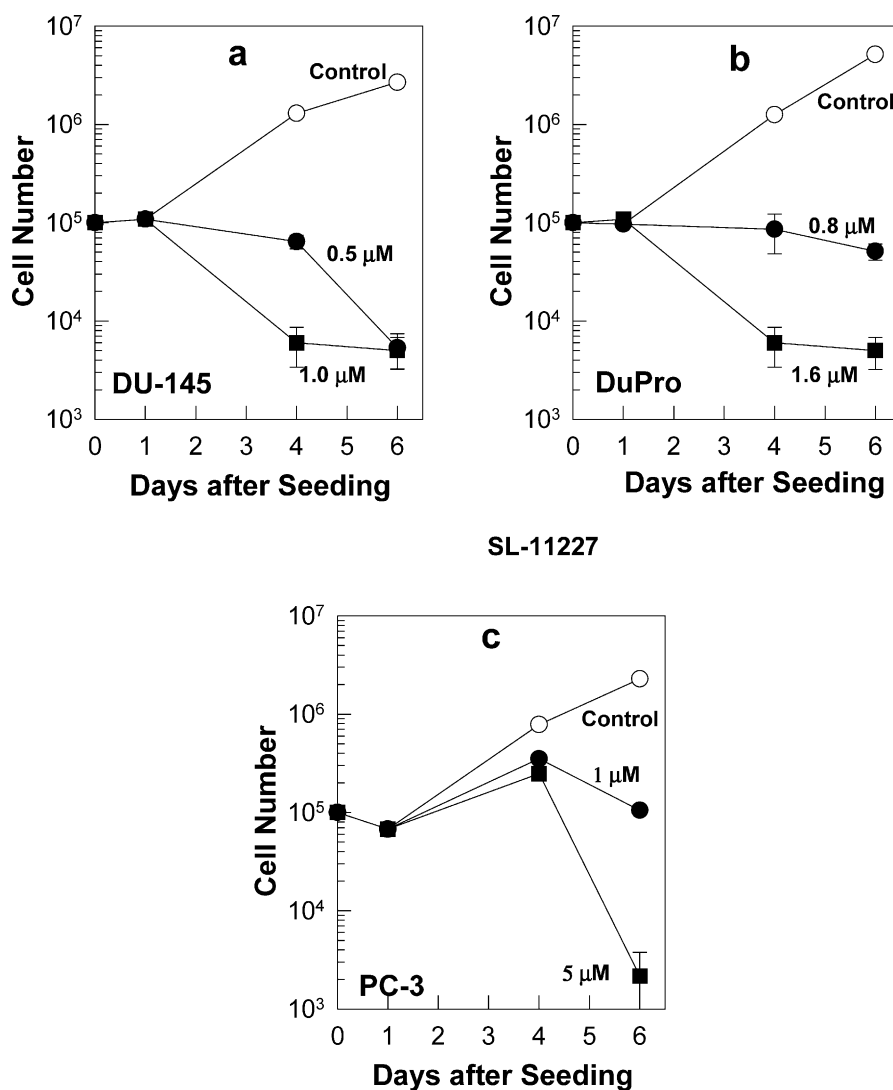 a
Control
0.5 μM
1.0 μM
DU-145
10⁷
10⁶
10⁵
10⁴
10³
Cell Number
0 1 2 3 4 5 6
Days after Seeding
b
Control
0.8 μM
1.6 μM
DuPro
10⁷
10⁶
10⁵
10⁴
10³
Cell Number
0 1 2 3 4 5 6
Days after Seeding
SL-11227
c
Control
1 μM
5 μM
PC-3
10⁷
10⁶
10⁵
10⁴
10³
Cell Number
0 1 2 3 4 5 6
Days after Seeding